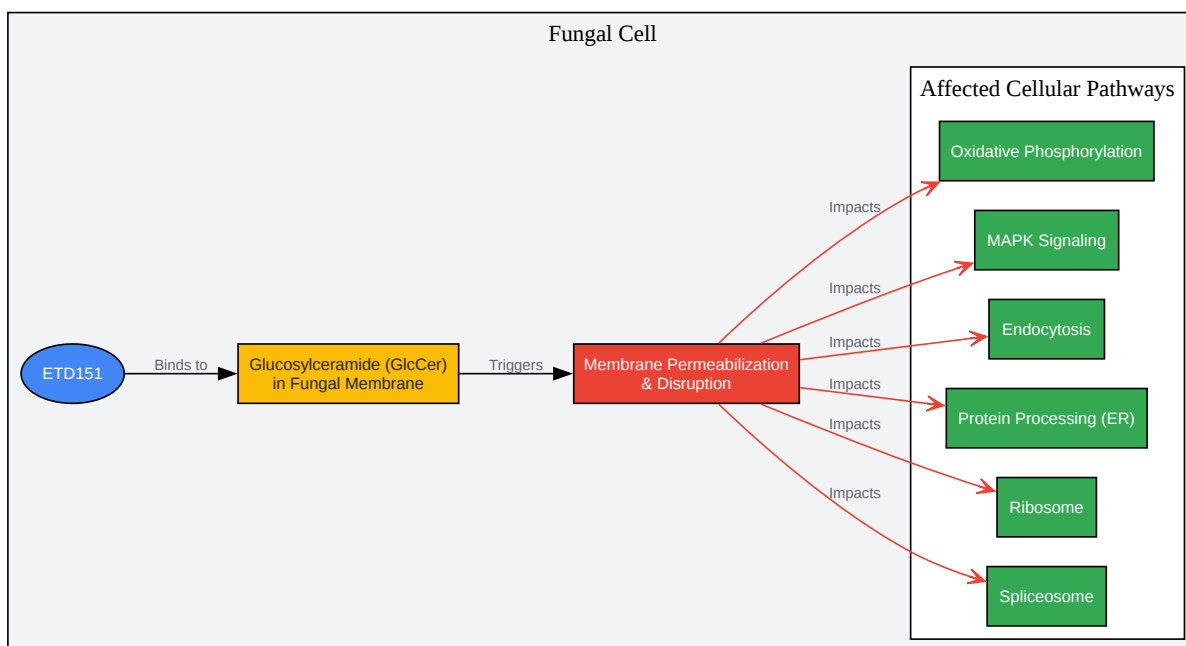 Fungal Cell
Affected Cellular Pathways
Oxidative Phosphorylation
Impacts
MAPK Signaling
Impacts
Endocytosis
Impacts
ETD151
Binds to
Glucosylceramide (GlcCer)
in Fungal Membrane
Triggers
Membrane Permeabilization
& Disruption
Impacts
Protein Processing (ER)
Impacts
Ribosome
Impacts
Spliceosome